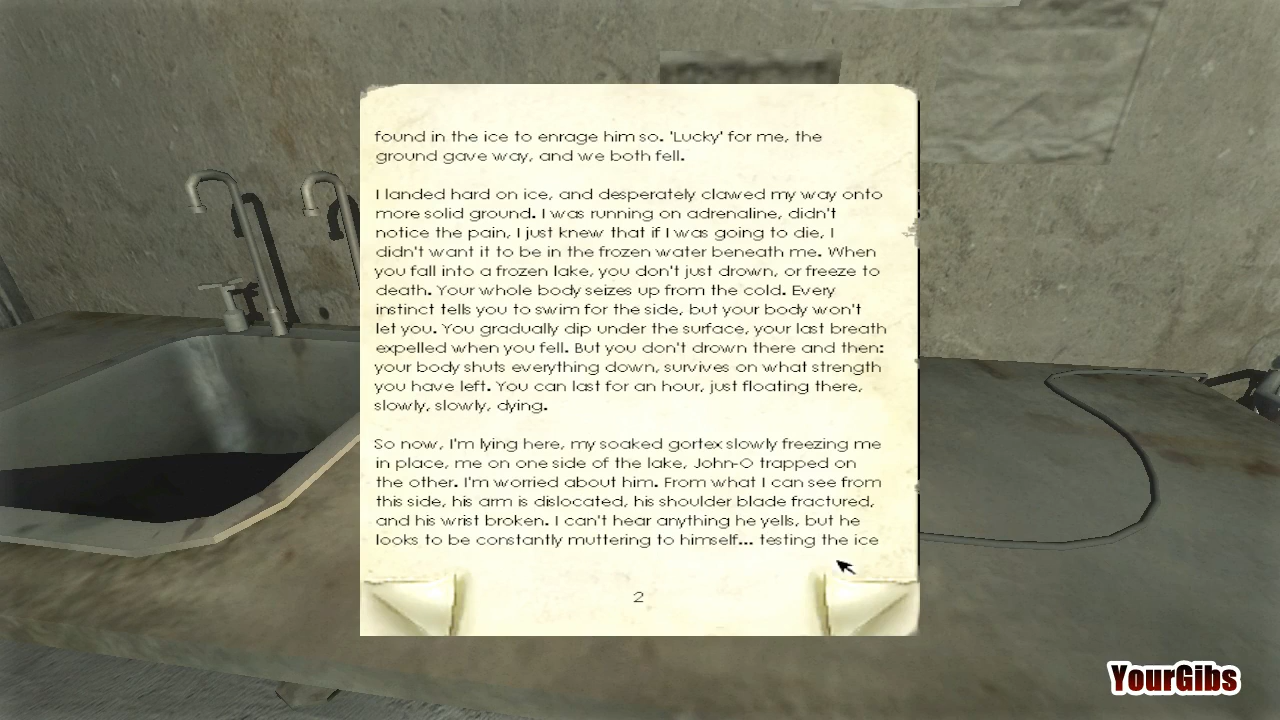 found in the ice to enrage him so. 'Lucky' for me, the
ground gave way, and we both fell.
I landed hard on ice, and desperately clawed my way onto
more solid ground. I was running on adrenaline, didn't
notice the pain, I just knew that if I was going to die, I
didn't want it to be in the frozen water beneath me. When
you fall into a frozen lake, you don't just drown, or freeze to
death. Your whole body seizes up from the cold. Every
instinct tells you to swim for the side, but your body won't
let you. You gradually dip under the surface, your last breath
expelled when you fell. But you don't drown there and then:
your body shuts everything down, survives on what strength
you have left. You can last for an hour, just floating there,
slowly, slowly, dying.
So now, I'm lying here, my soaked gortex slowly freezing me
in place, me on one side of the lake, John-O trapped on
the other. I'm worried about him. From what I can see from
this side, his arm is dislocated, his shoulder blade fractured,
and his wrist broken. I can't hear anything he yells, but he
looks to be constantly muttering to himself... testing the ice
2
YourGibs